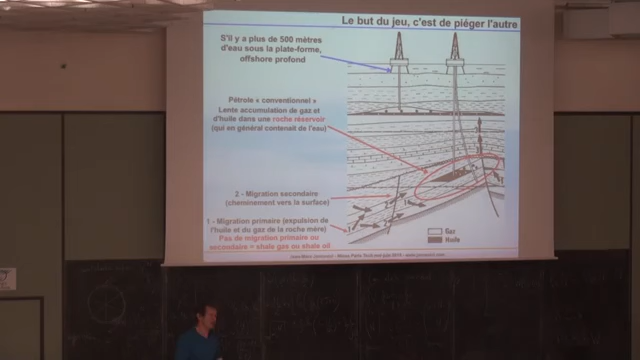 Le but du jeu, c'est de piéger l'autre
S'il y a plus de 500 mètres
d'eau sous la plate-forme,
offshore profond
Pétrole « conventionnel »
Lente accumulation de gaz et
d'huile dans une roche réservoir
(qui en général contenait de l'eau)
2 - Migration secondaire
(cheminement vers la surface)
1 - Migration primaire (expulsion de
l'huile et du gaz de la roche mère)
Pas de migration primaire ou
secondaire = shale gas ou shale oil
Gaz
Huile